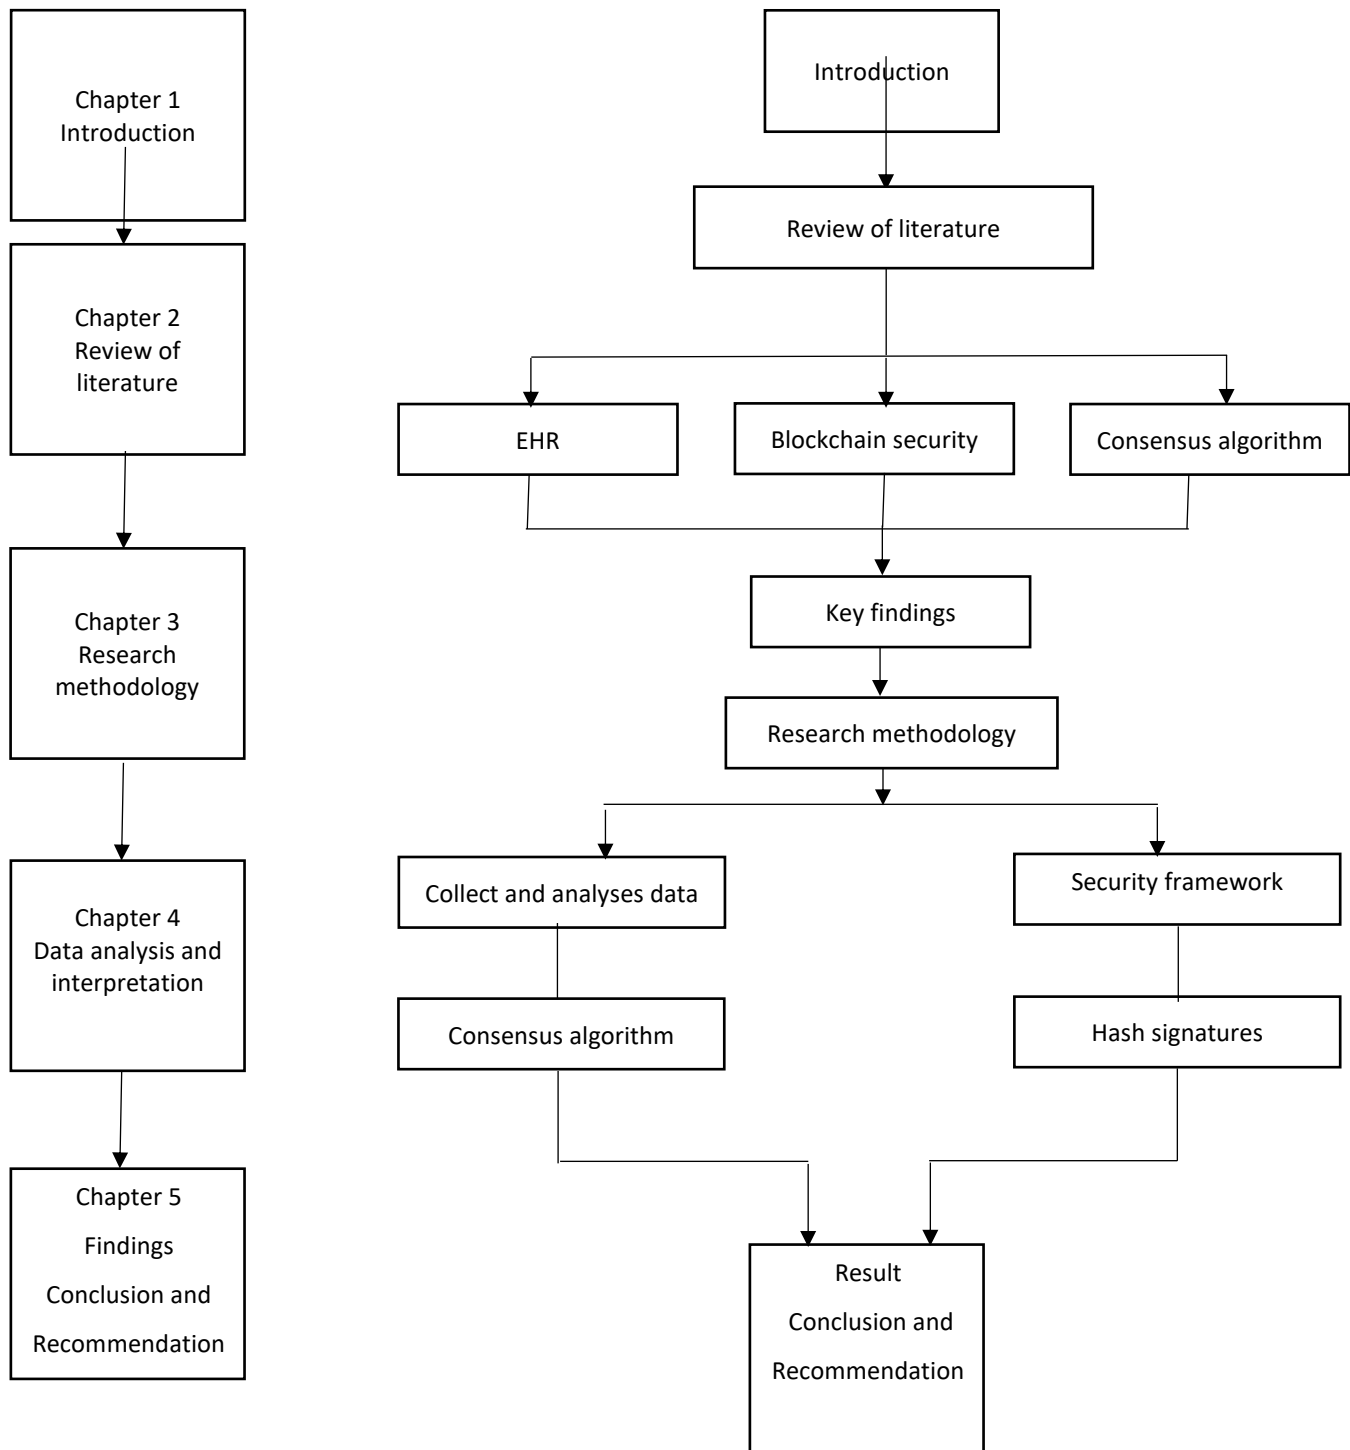 Chapter 1
Introduction
Chapter 2
Review of
literature
Chapter 3
Research
methodology
Chapter 4
Data analysis and
interpretation
Chapter 5
Findings
Conclusion and
Recommendation
Introduction
Review of literature
EHR
Blockchain security
Consensus algorithm
Key findings
Research methodology
Collect and analyses data
Security framework
Consensus algorithm
Hash signatures
Result
Conclusion and
Recommendation